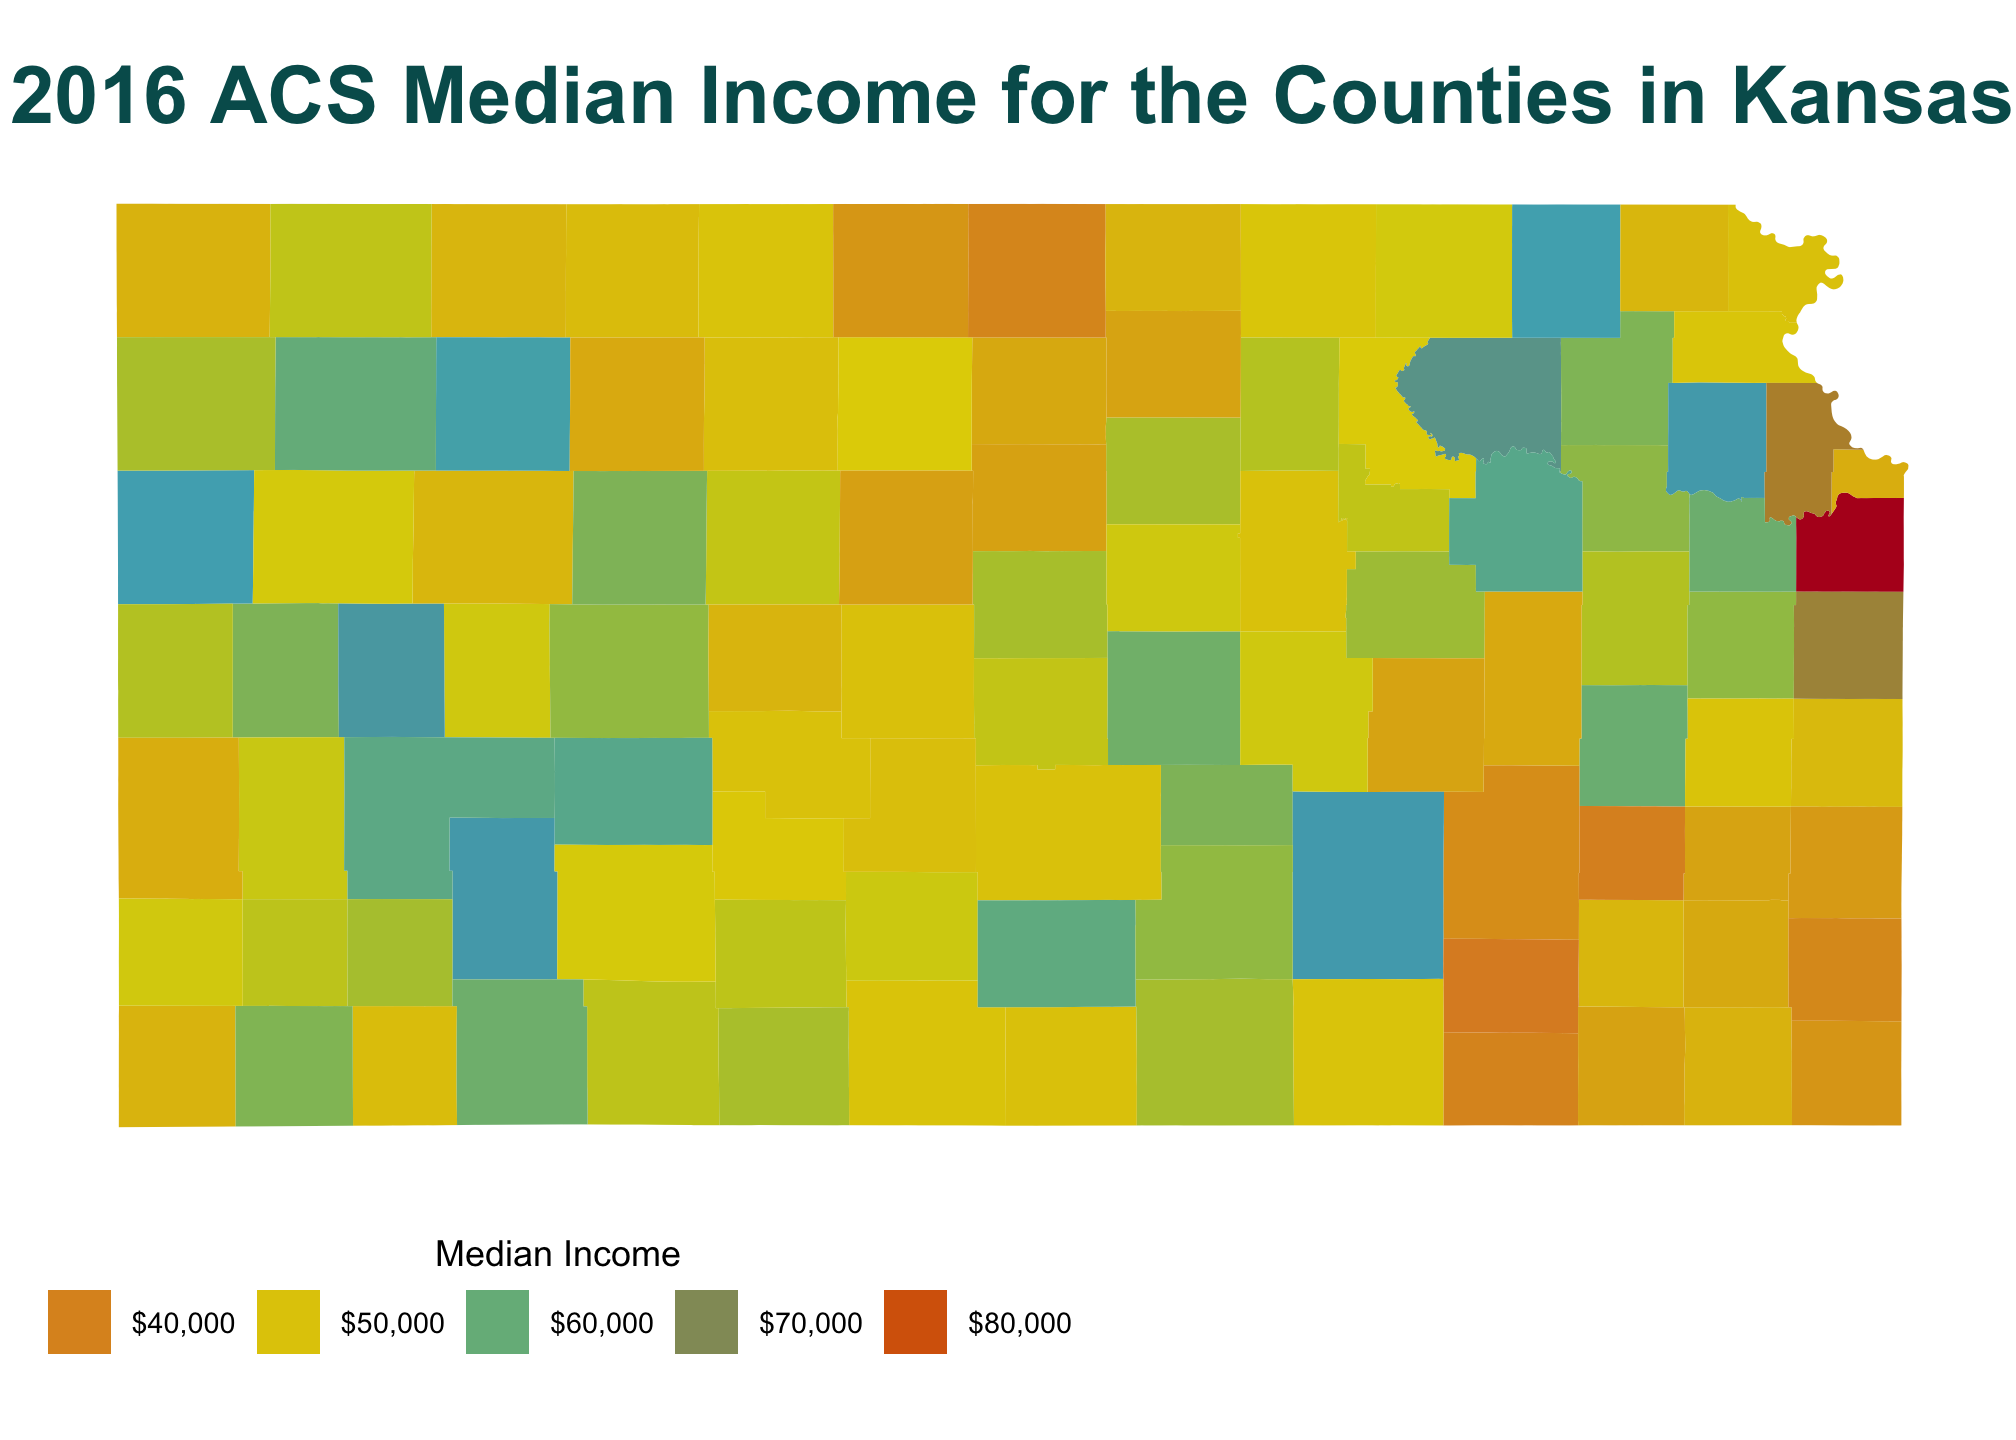 2016 ACS Median Income for the Counties in Kansas
Median Income
$40,000 $50,000 $60,000 $70,000 $80,000